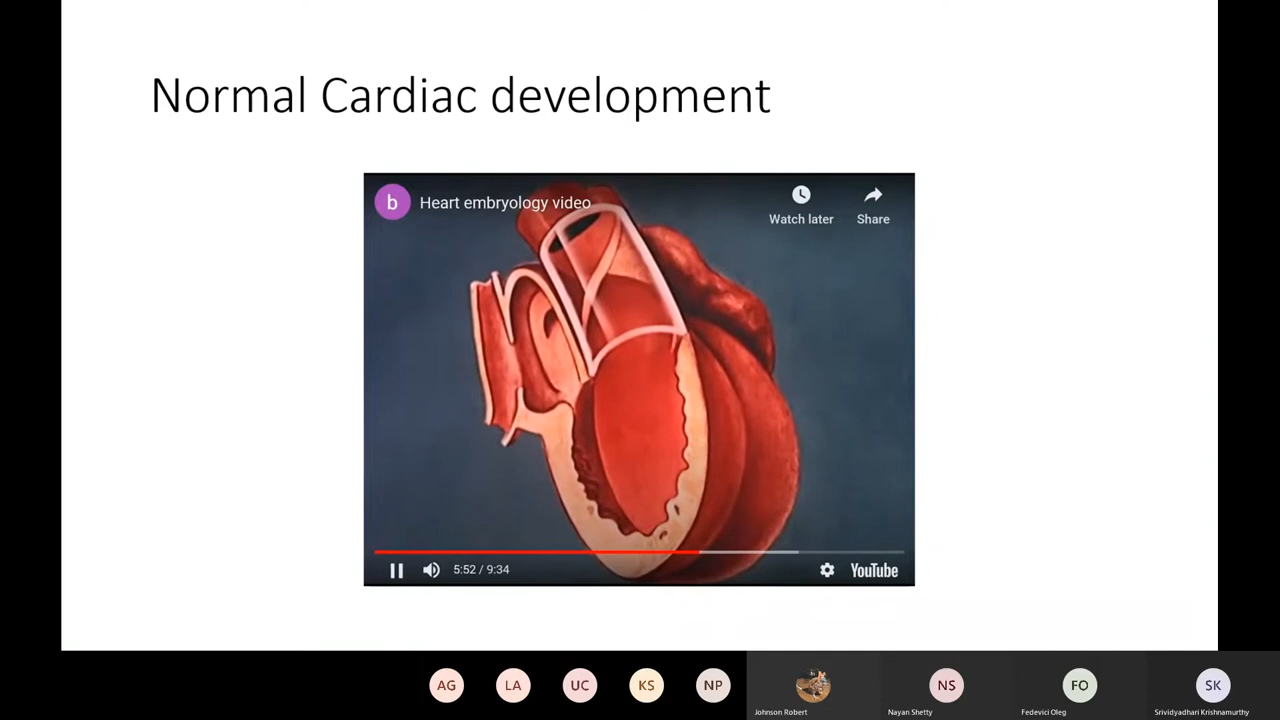 Normal Cardiac development
b
Heart embryology video
Watch later
Share
5:52 / 9:34
YouTube
AG
LA
UC
KS
NP
NS
FO
SK
Johnson Robert
Nayan Shetty
Fedevici Oleg
Srividyadhari Krishnamurthy